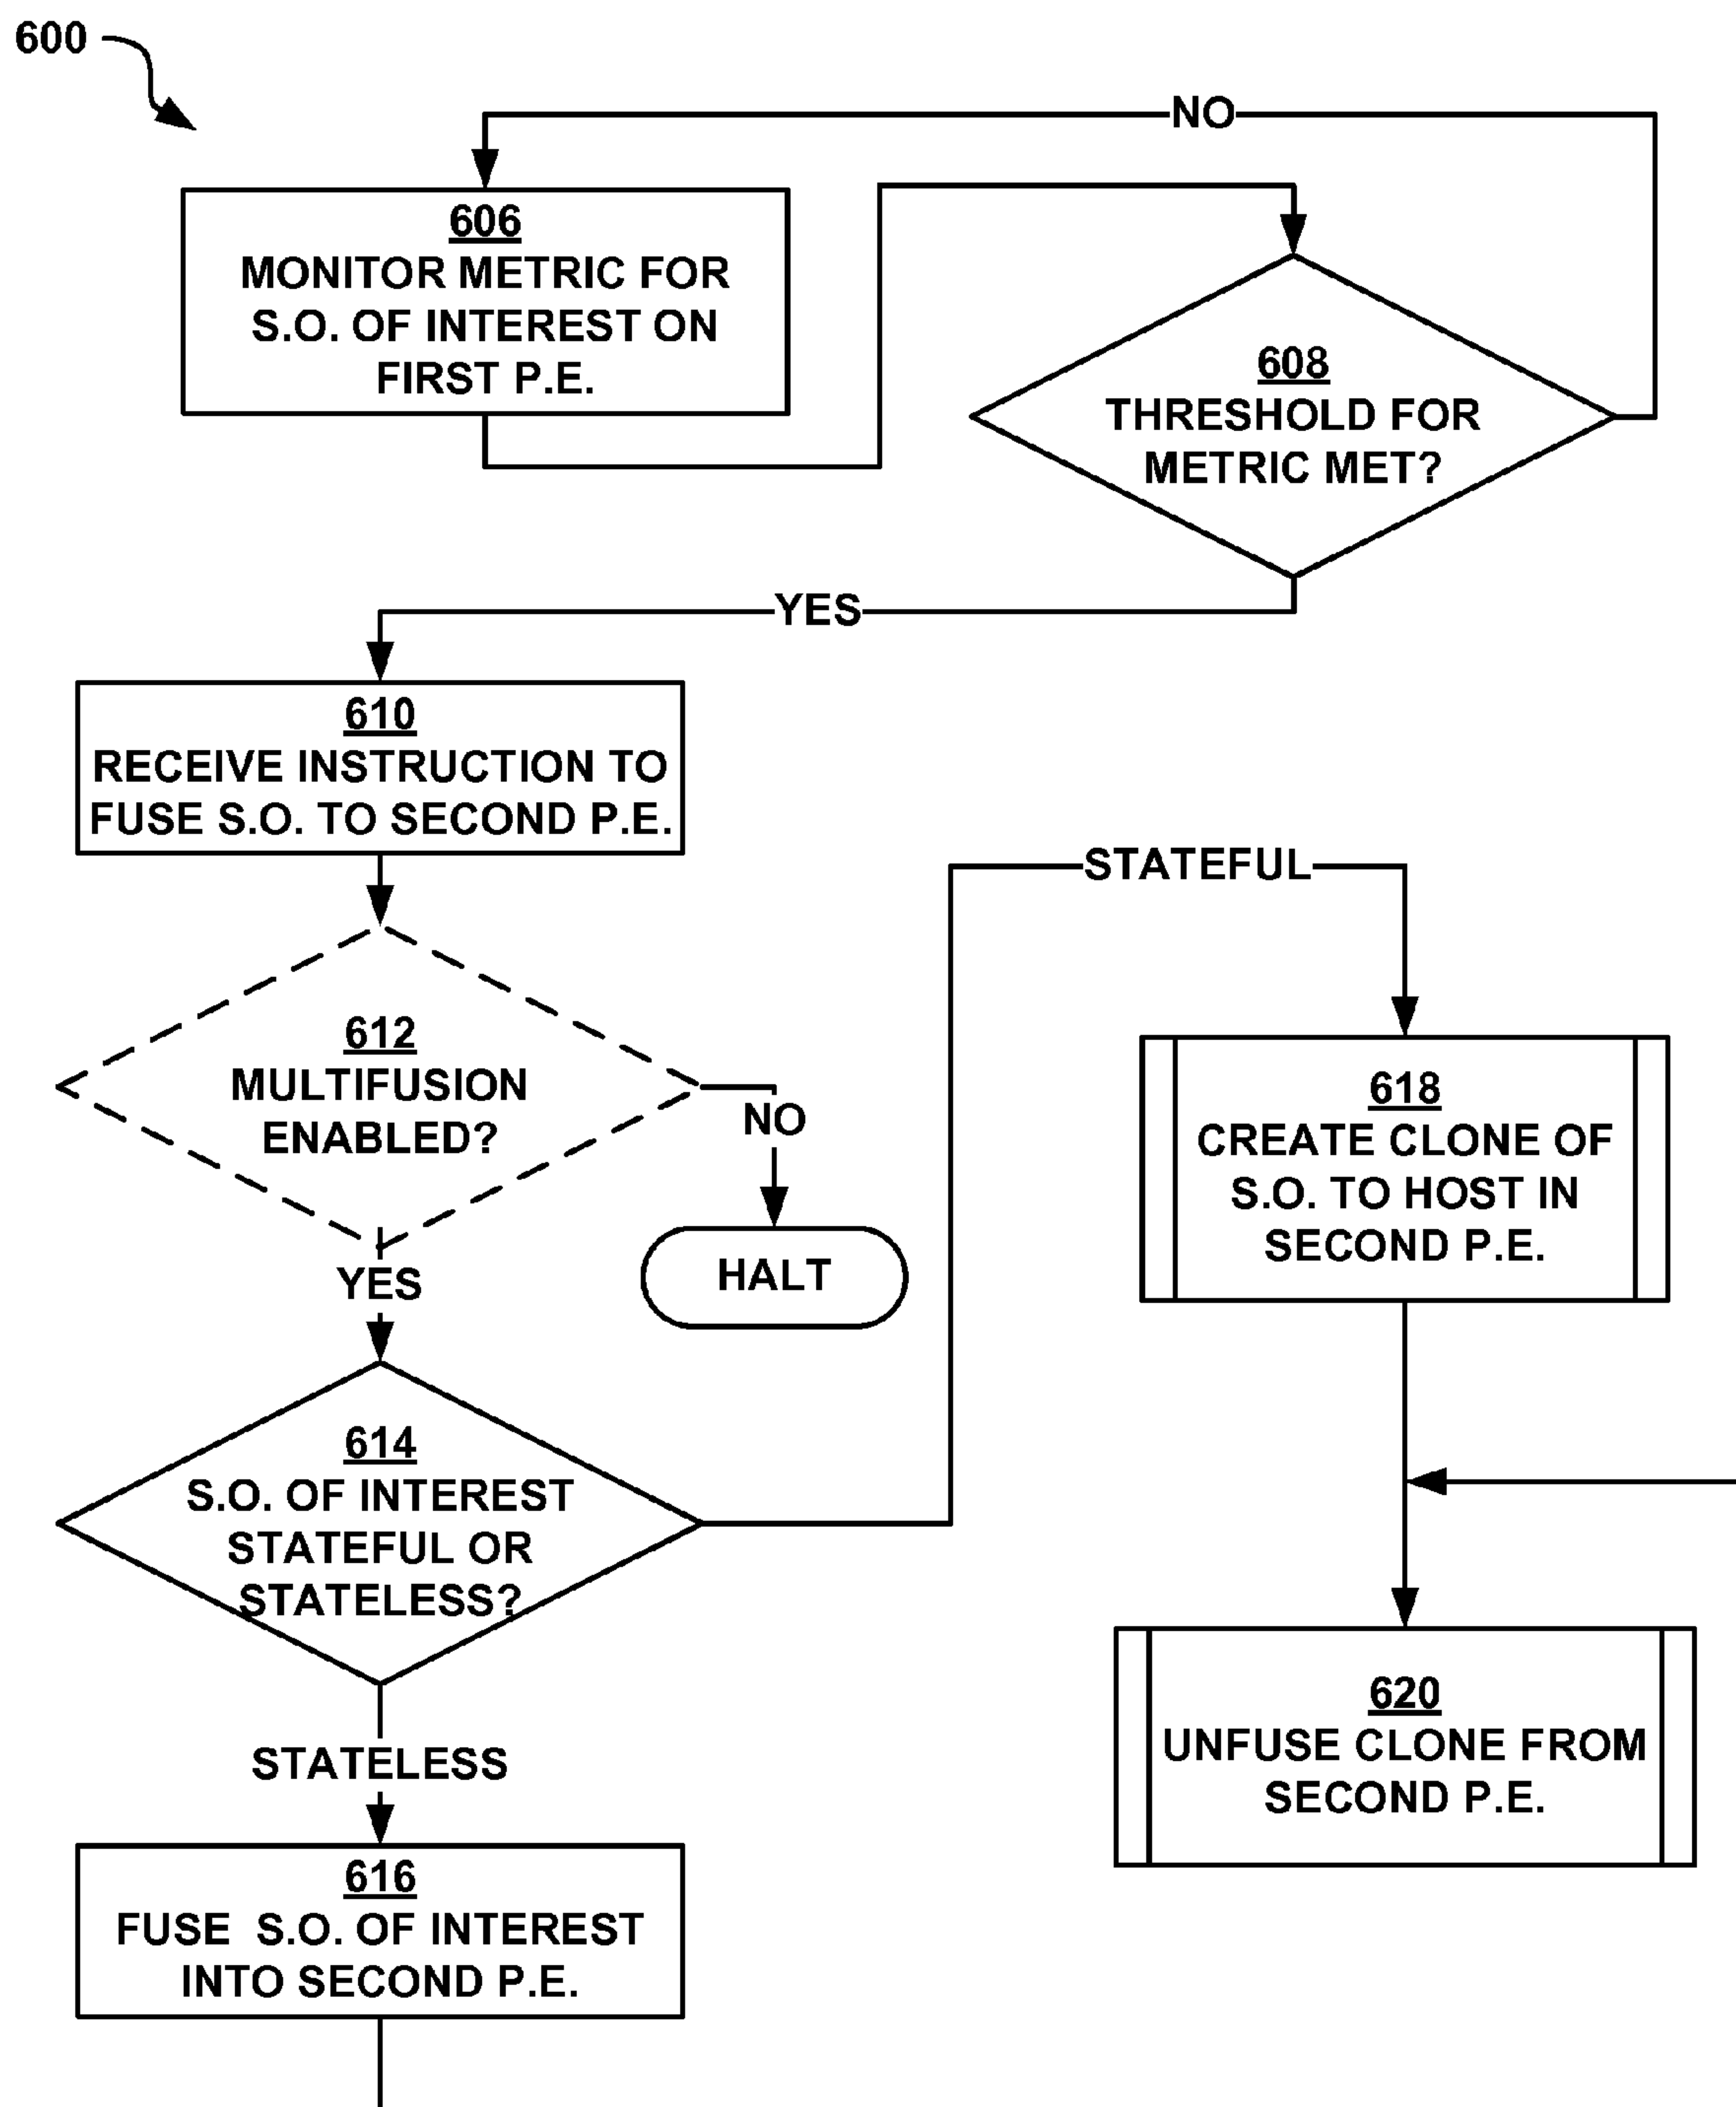 600
NO
606
MONITOR METRIC FOR
S.O. OF INTEREST ON
FIRST P.E.
608
THRESHOLD FOR
METRIC MET?
YES
610
RECEIVE INSTRUCTION TO
FUSE S.O. TO SECOND P.E.
612
MULTIFUSION
ENABLED?
NO
HALT
YES
614
S.O. OF INTEREST
STATEFUL OR
STATELESS?
STATEFUL
618
CREATE CLONE OF
S.O. TO HOST IN
SECOND P.E.
STATELESS
616
FUSE S.O. OF INTEREST
INTO SECOND P.E.
620
UNFUSE CLONE FROM
SECOND P.E.